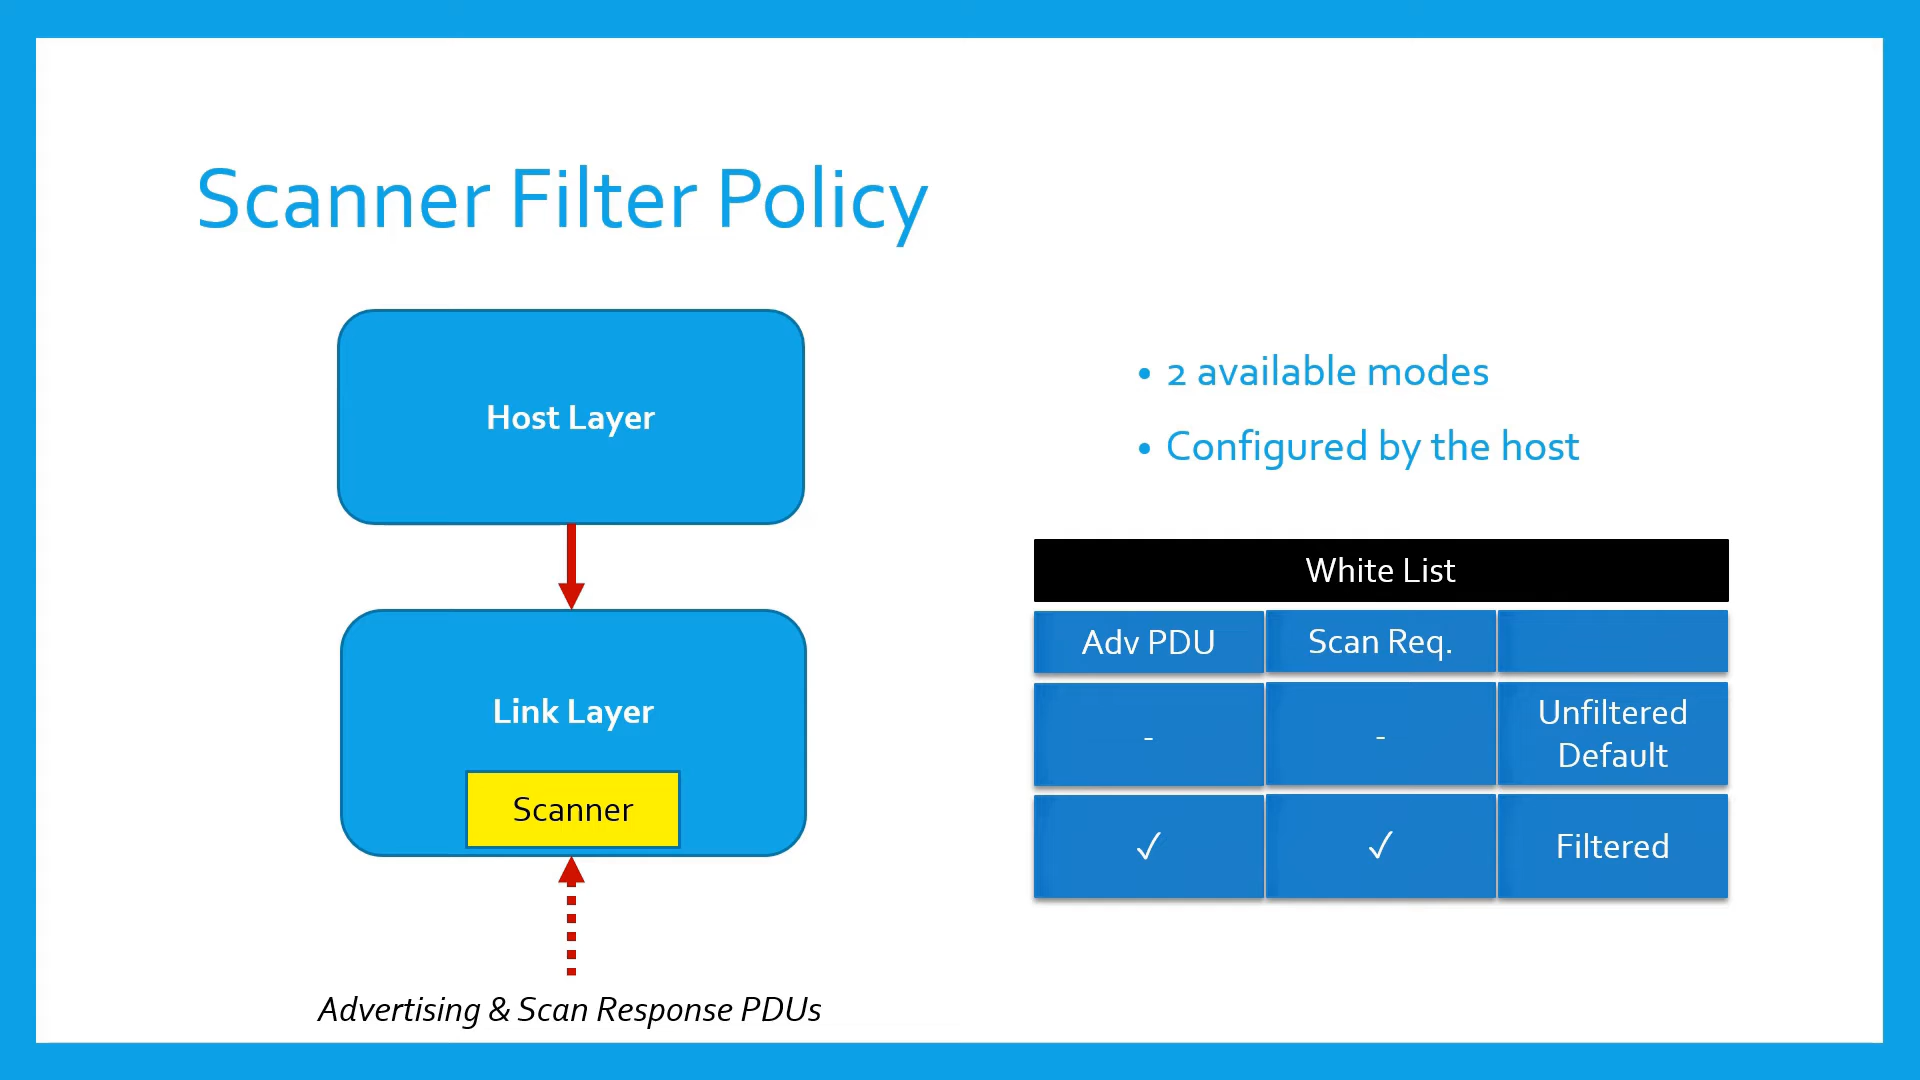 Scanner Filter Policy
Host Layer
Link Layer
Scanner
Advertising & Scan Response PDUs
• 2 available modes
• Configured by the host
White List
Adv PDU Scan Req.
- - Unfiltered
Default
✓ ✓ Filtered